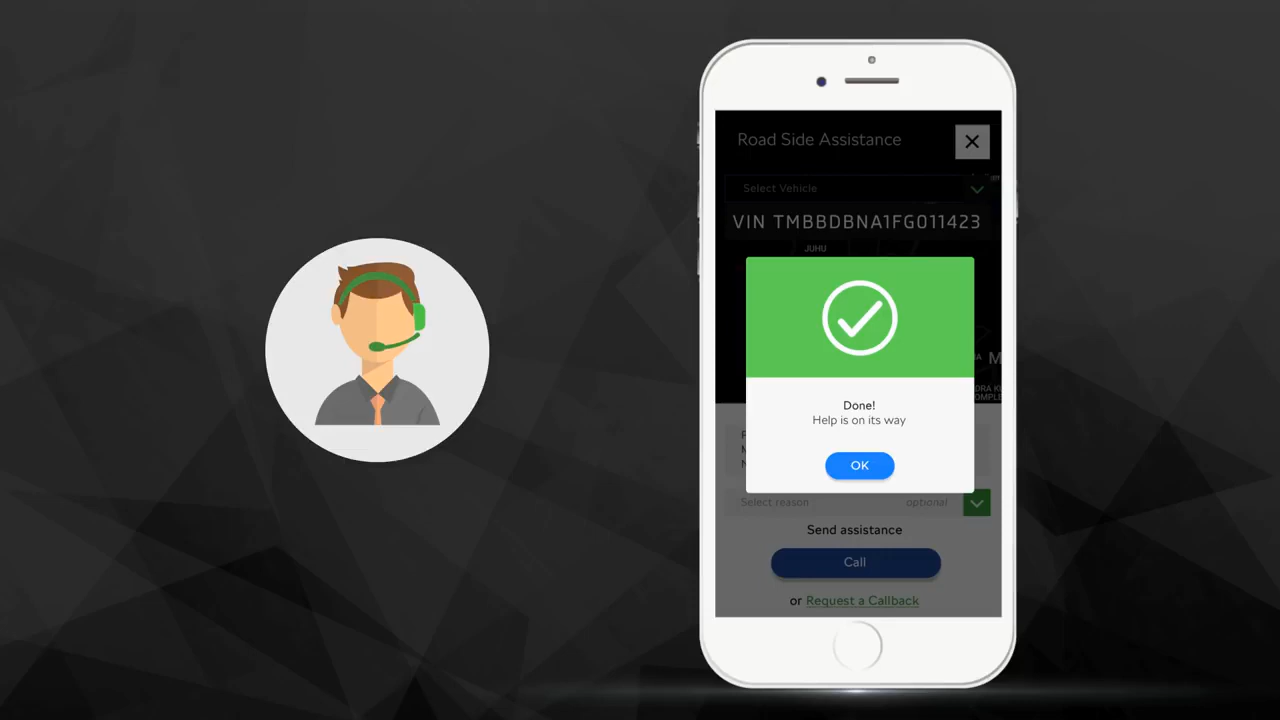 Road Side Assistance
Select Vehicle
VIN TMBBDBNA1FG011423
JUHU
Done!
Help is on its way
OK
Select reason optional
Send assistance
Call
or Request a Callback